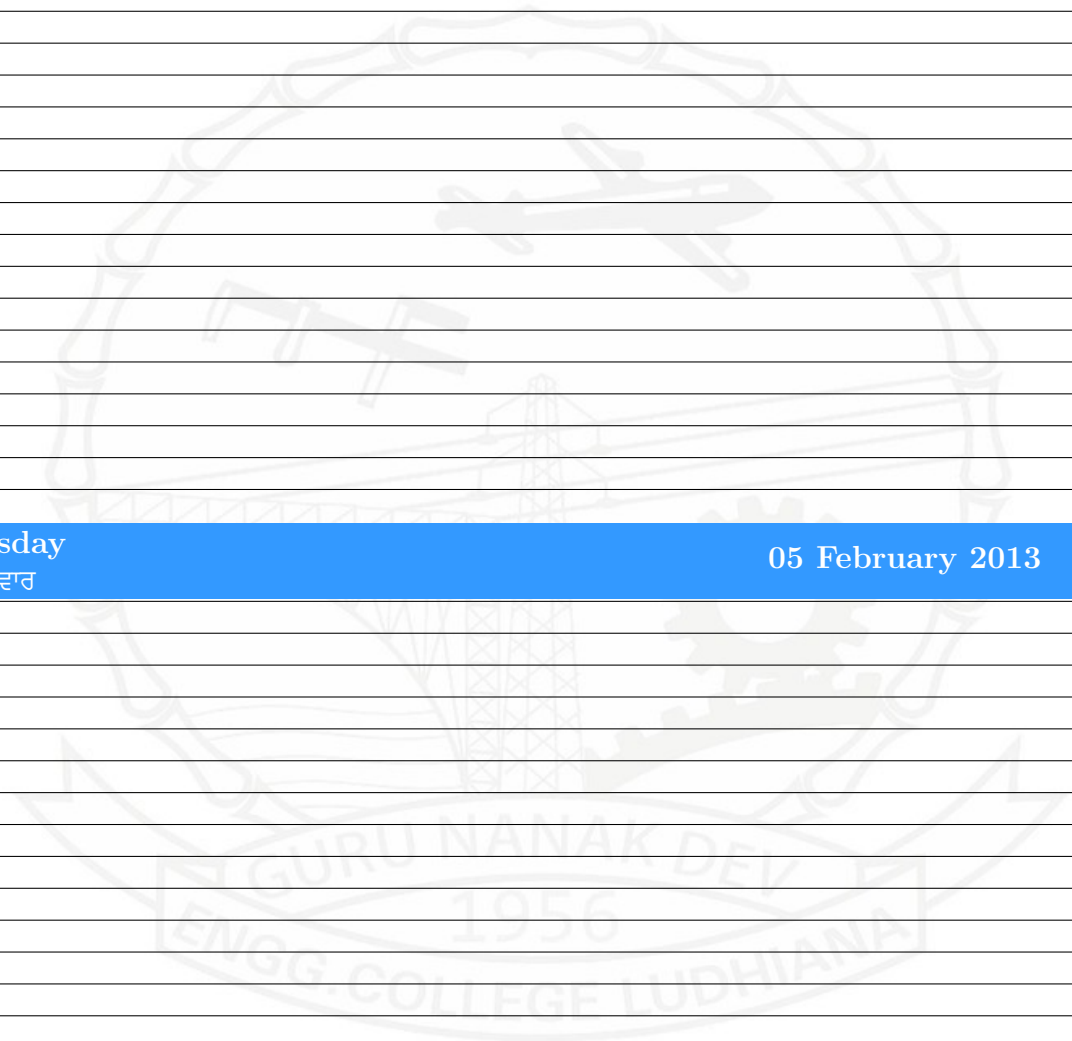 sday
ਵਾਰ
05 February 2013
GURU NANAK DEV
1956
ENGG. COLLEGE LUDHIANA